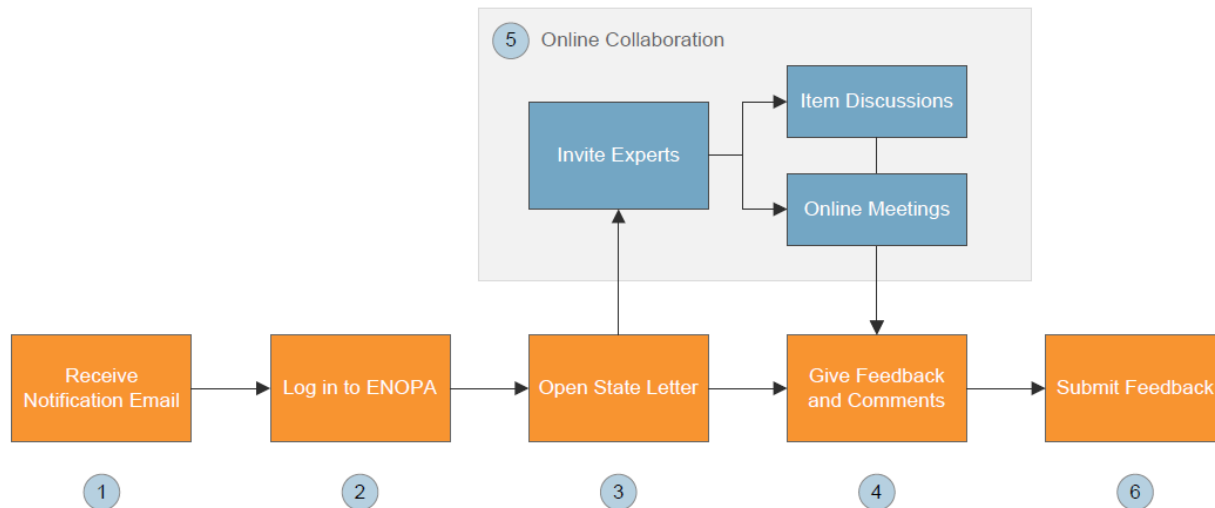 5 Online Collaboration
Item Discussions
Invite Experts
Online Meetings
Receive
Notification Email
Log in to ENOPA
Open State Letter
Give Feedback
and Comments
Submit Feedback
1
2
3
4
6